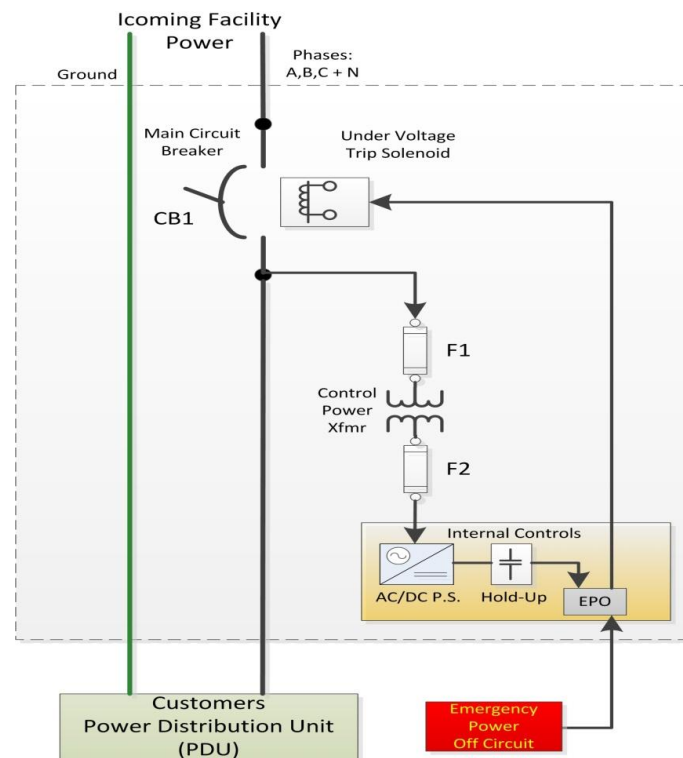 Icoming Facility
Power
Ground
Phases:
A,B,C + N
Main Circuit
Breaker
Under Voltage
Trip Solenoid
CB1
F1
Control
Power
Xfmr
F2
Internal Controls
AC/DC P.S.
Hold-Up
EPO
Customers
Power Distribution Unit
(PDU)
Emergency
Power
Off Circuit